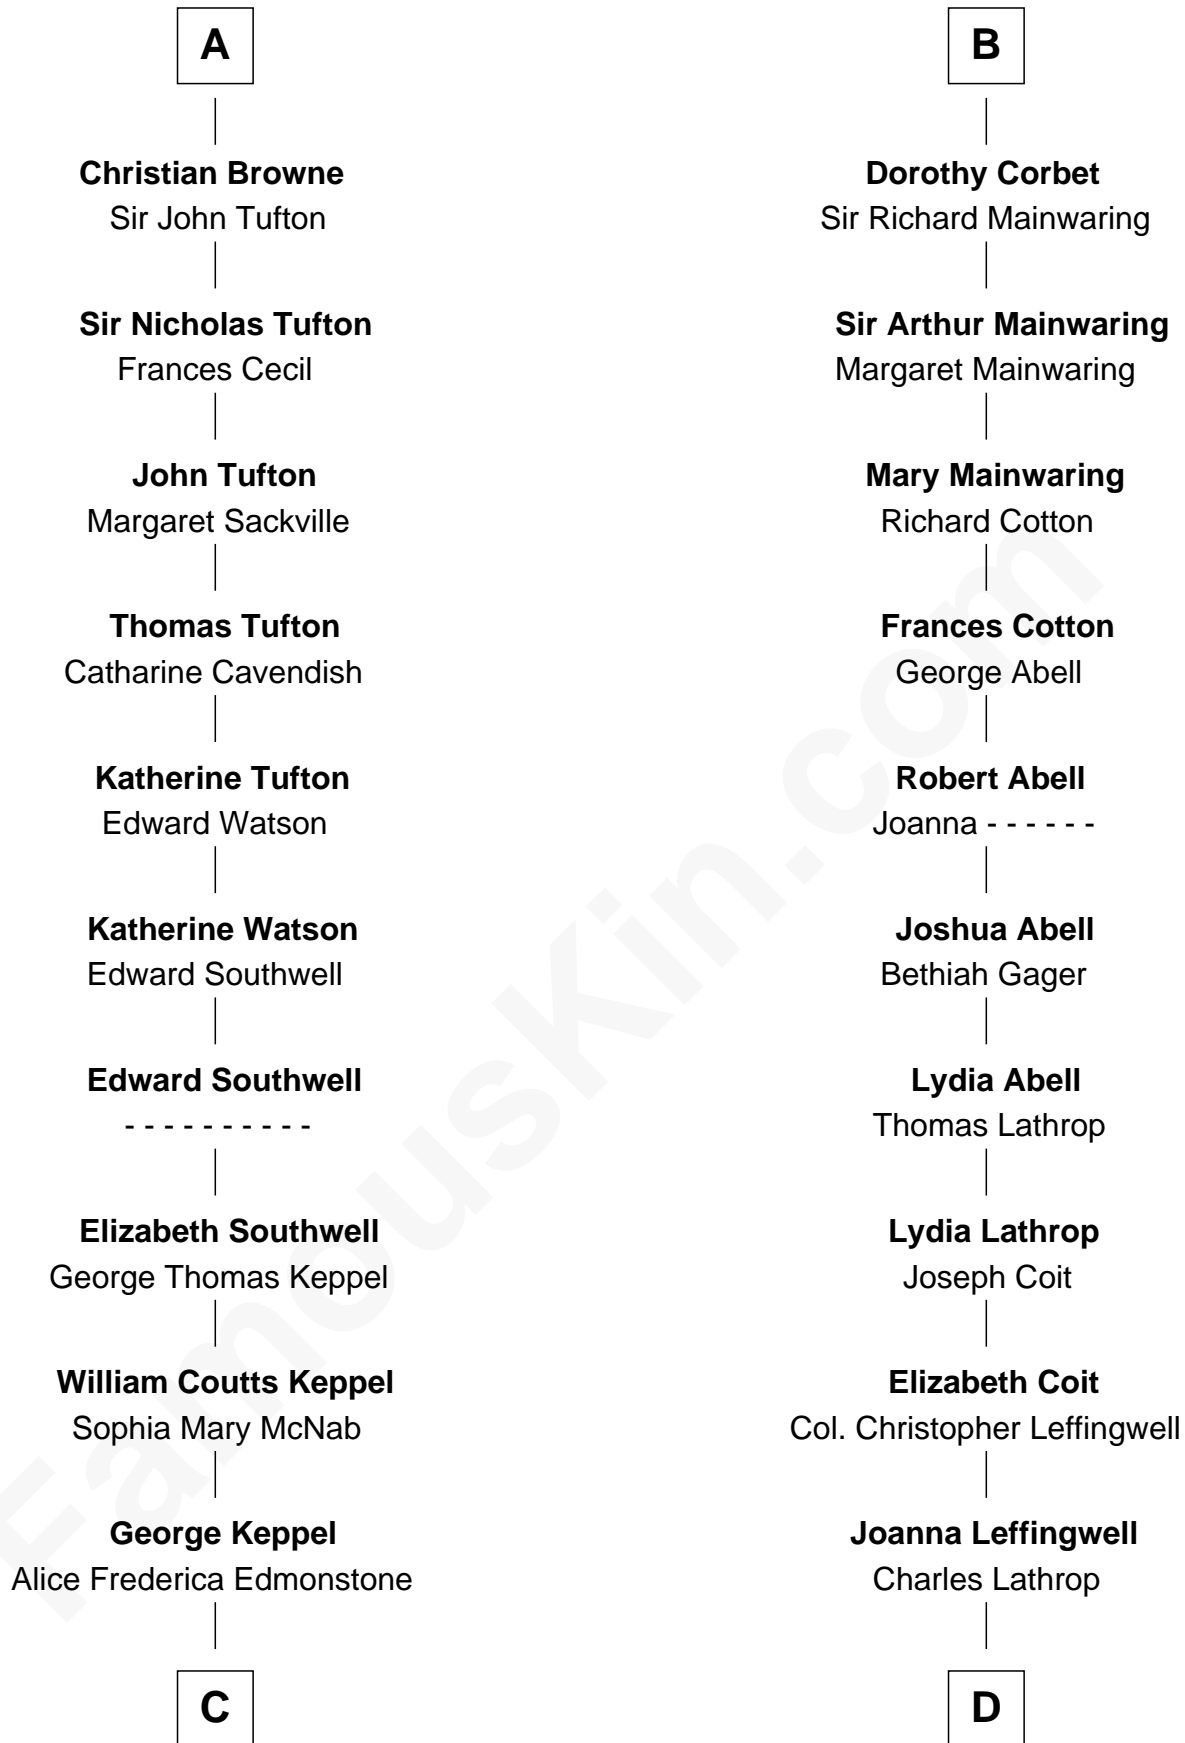 A
Christian Browne
Sir John Tufton
Sir Nicholas Tufton
Frances Cecil
John Tufton
Margaret Sackville
Thomas Tufton
Catharine Cavendish
Katherine Tufton
Edward Watson
Katherine Watson
Edward Southwell
Edward Southwell
- - - - - - - - - -
Elizabeth Southwell
George Thomas Keppel
William Coutts Keppel
Sophia Mary McNab
George Keppel
Alice Frederica Edmonstone
C
B
Dorothy Corbet
Sir Richard Mainwaring
Sir Arthur Mainwaring
Margaret Mainwaring
Mary Mainwaring
Richard Cotton
Frances Cotton
George Abell
Robert Abell
Joanna - - - - - -
Joshua Abell
Bethiah Gager
Lydia Abell
Thomas Lathrop
Lydia Lathrop
Joseph Coit
Elizabeth Coit
Col. Christopher Leffingwell
Joanna Leffingwell
Charles Lathrop
D
FamousKin.com